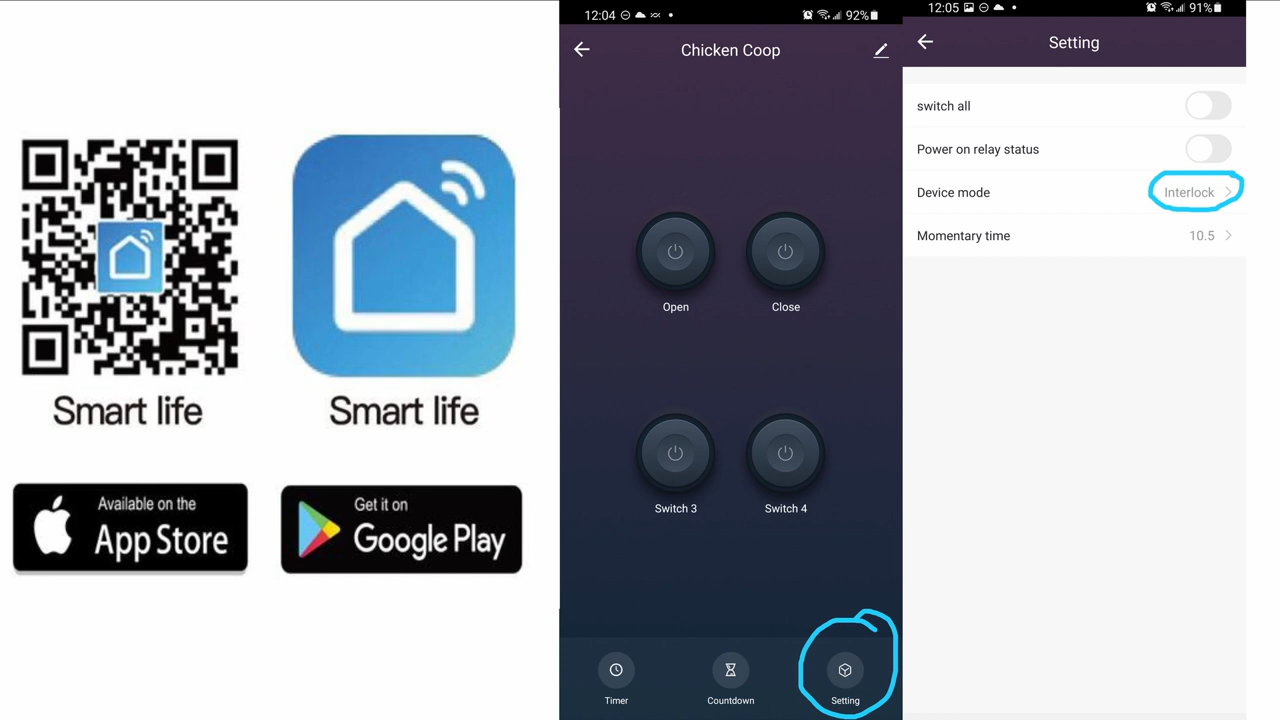 Smart life
Smart life
Available on the
App Store
Get it on
Google Play
12:04
92%
Chicken Coop
Open
Close
Switch 3
Switch 4
Timer
Countdown
Setting
12:05
91%
Setting
switch all
Power on relay status
Device mode
Interlock
Momentary time
10.5